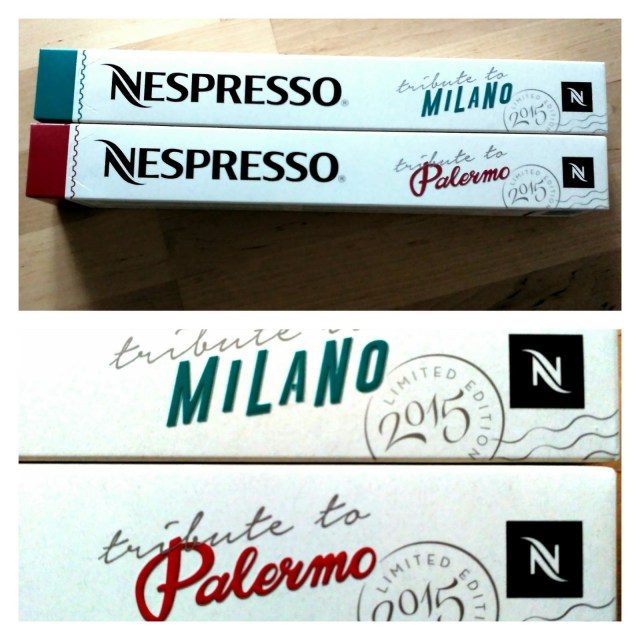 NESPRESSO®
tribute to
MILANO
LIMITED EDITION
2015
N
NESPRESSO®
tribute to
Palermo
LIMITED EDITION
2015
N
tribute to
MILANO
LIMITED EDITION
2015
N
tribute to
Palermo
LIMITED EDITION
2015
N